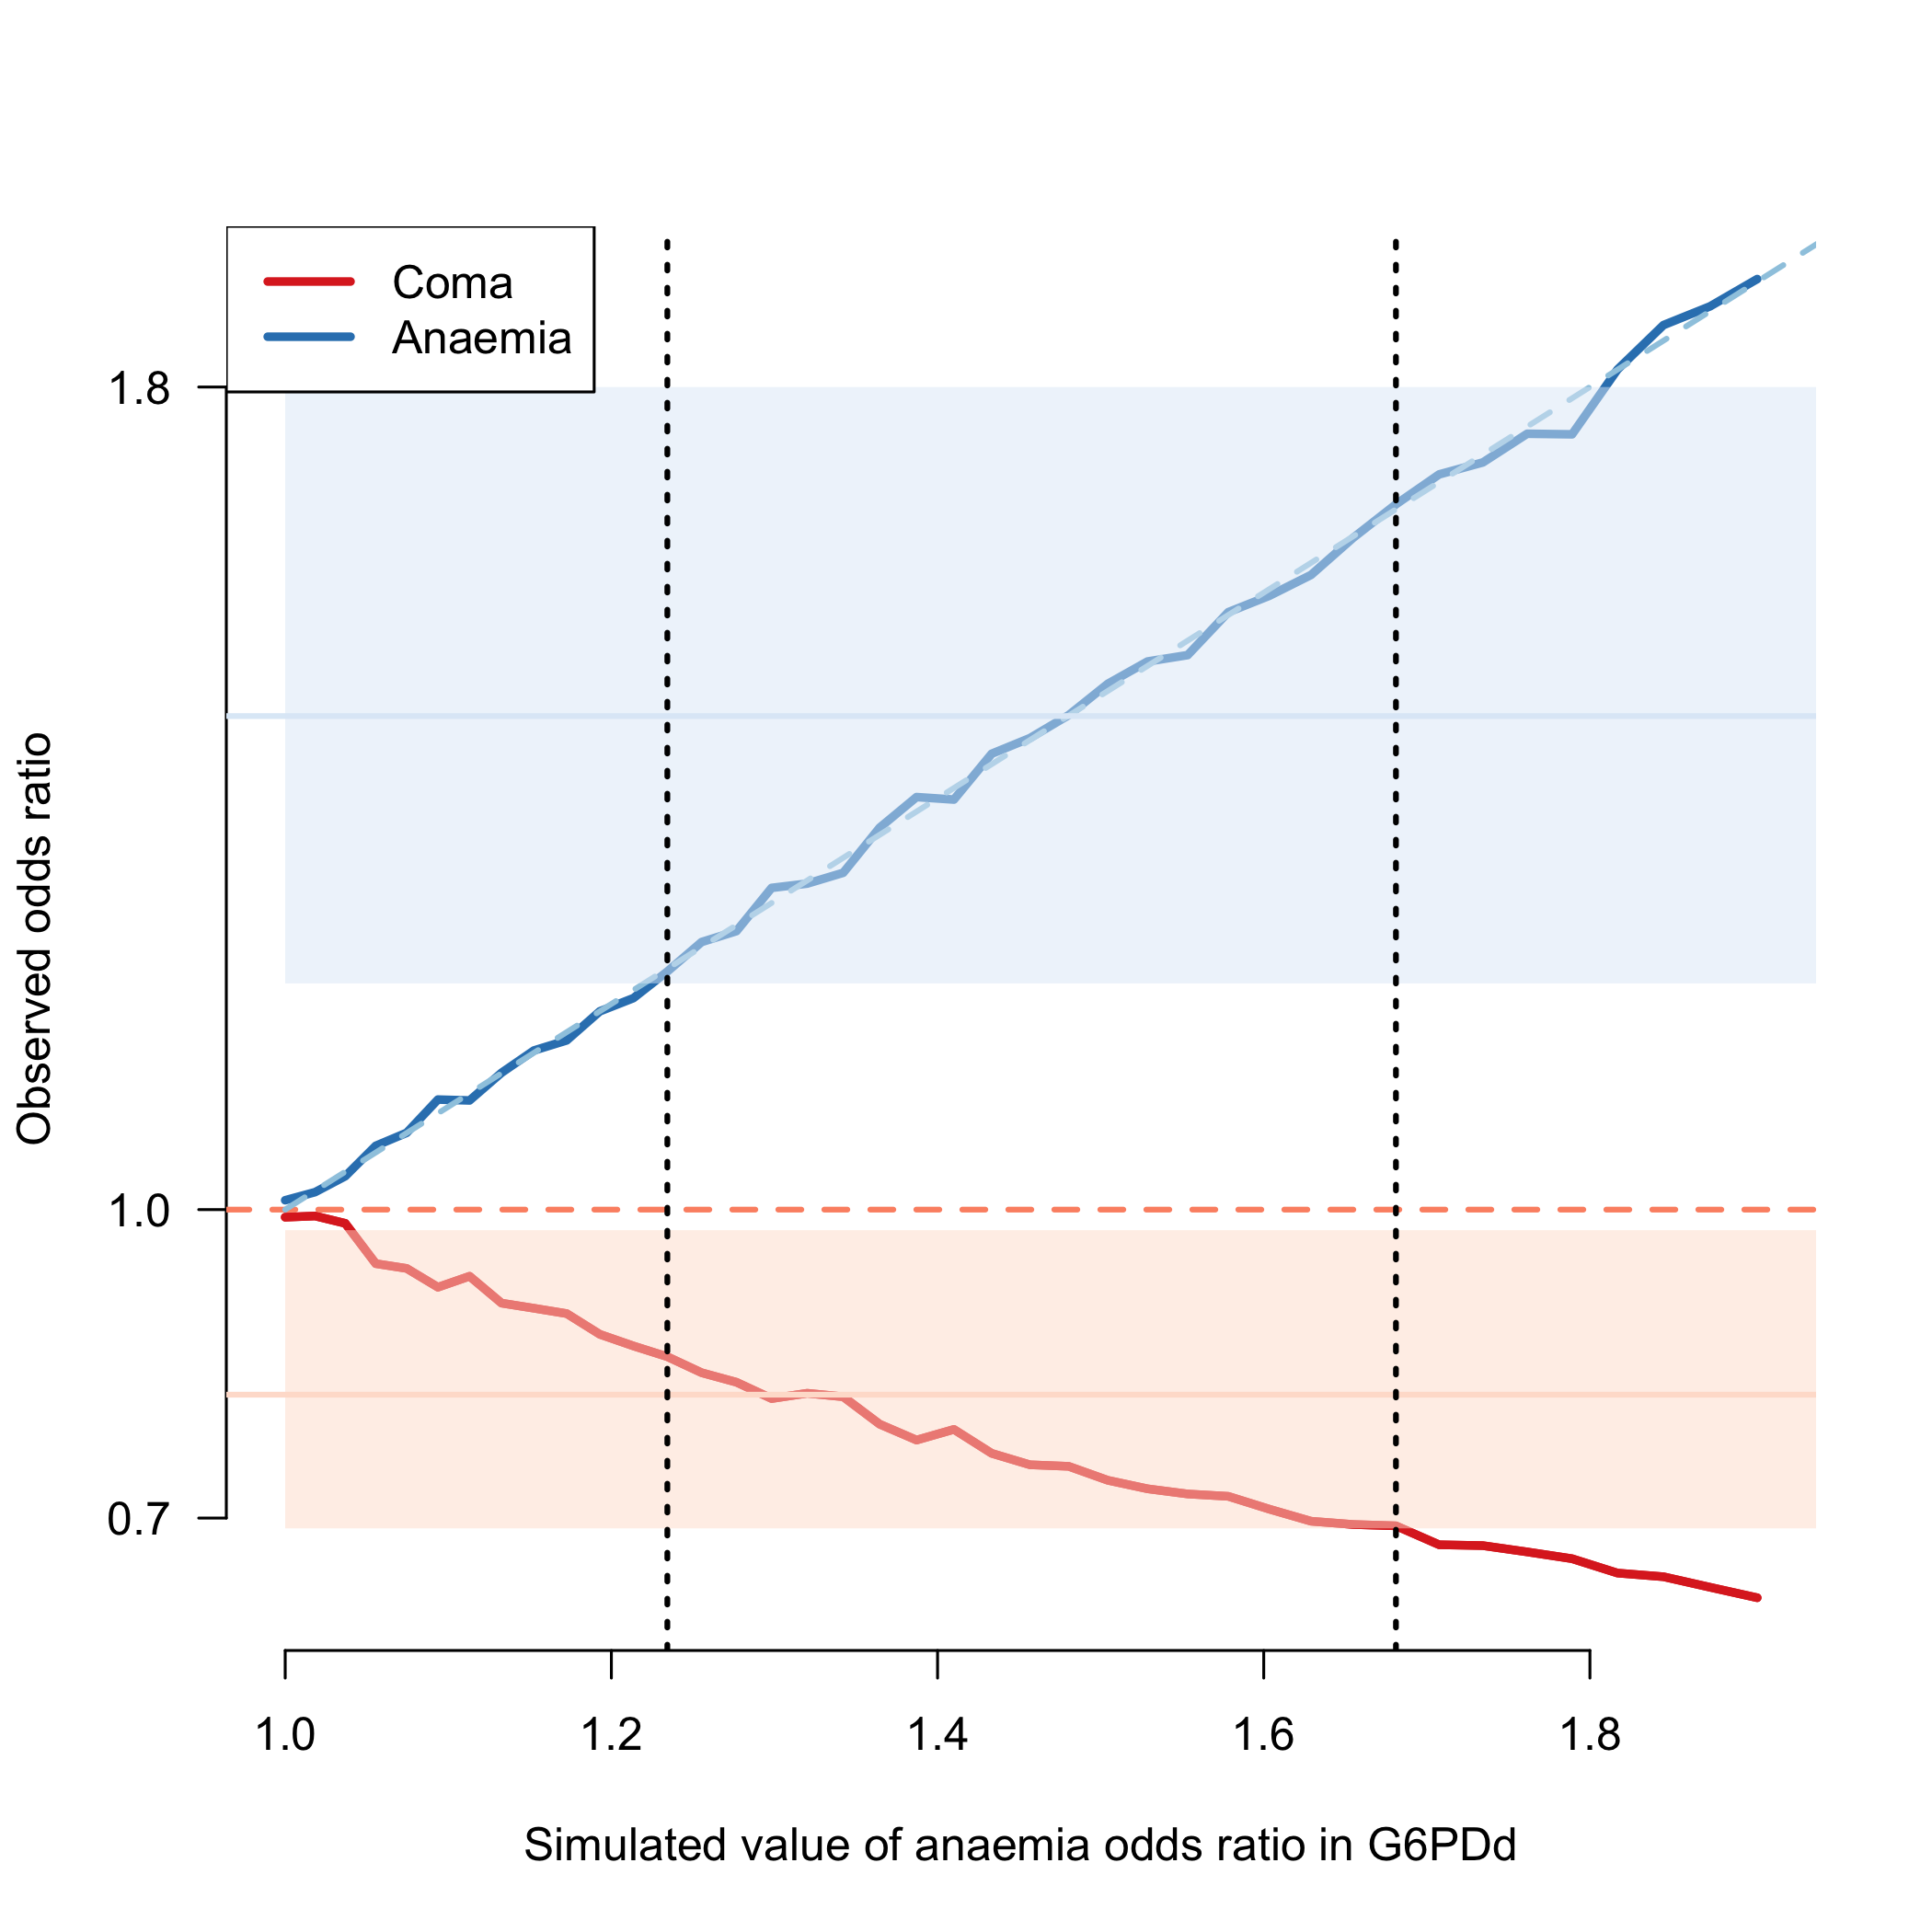 Coma
Anaemia
1.8
1.0
0.7
Observed odds ratio
1.0 1.2 1.4 1.6 1.8
Simulated value of anaemia odds ratio in G6PDd